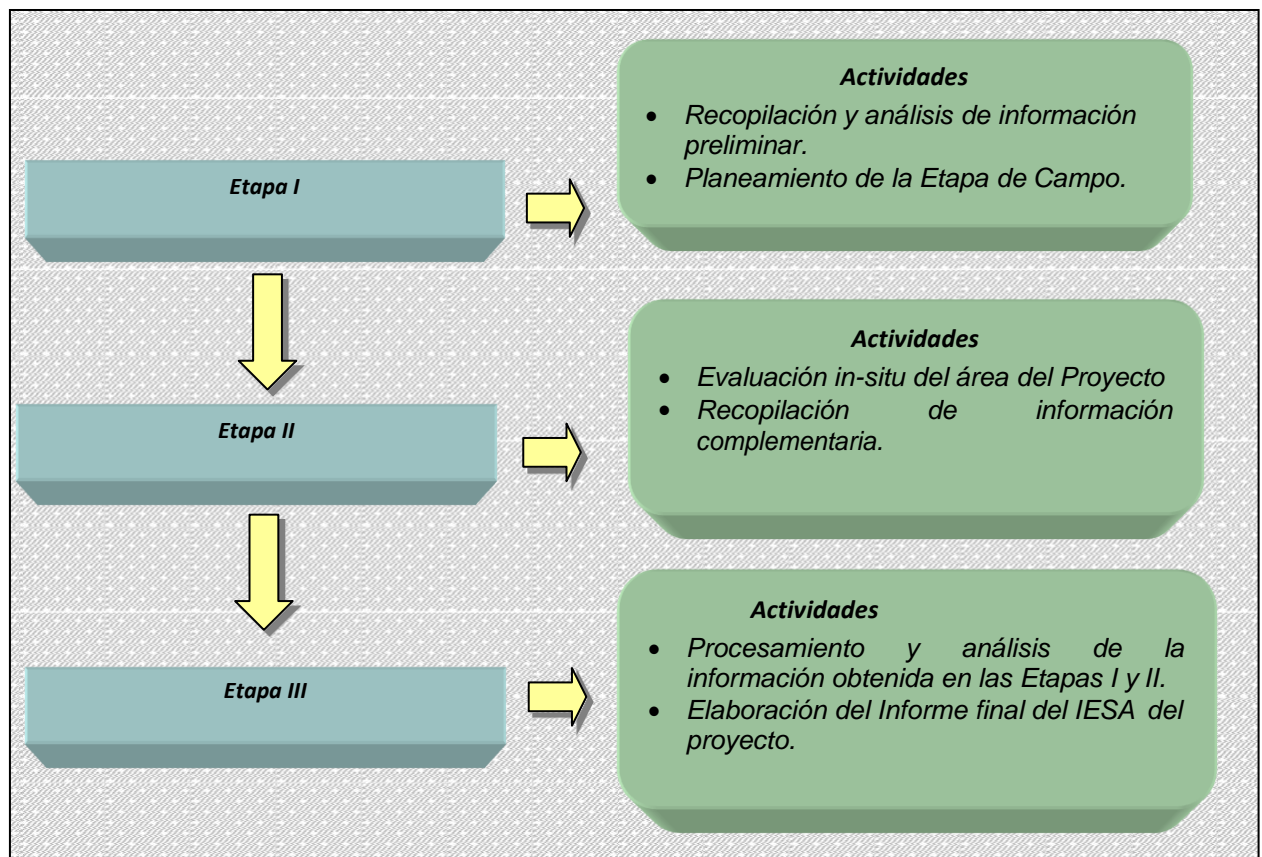 Etapa I
Actividades
• Recopilación y análisis de información
preliminar.
• Planeamiento de la Etapa de Campo.
Etapa II
Actividades
• Evaluación in-situ del área del Proyecto
• Recopilación de información
complementaria.
Etapa III
Actividades
• Procesamiento y análisis de la
información obtenida en las Etapas I y II.
• Elaboración del Informe final del IESA del
proyecto.